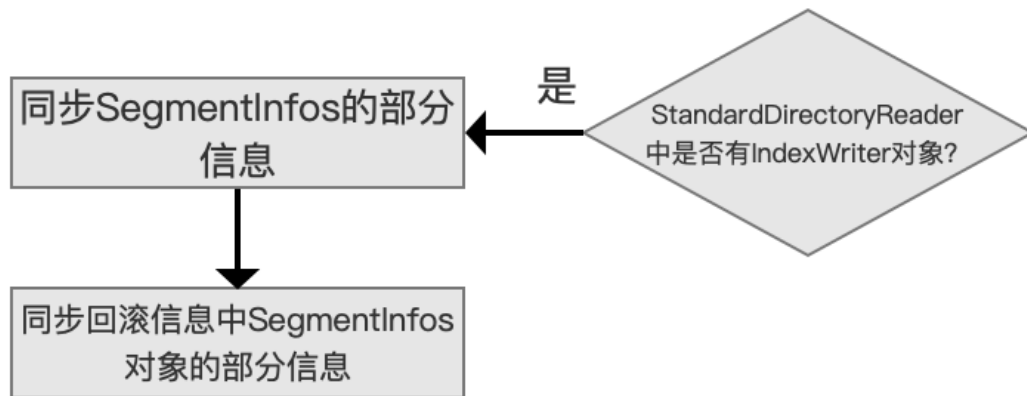 StandardDirectoryReader
中是否有IndexWriter对象?
是
同步SegmentInfos的部分
信息
同步回滚信息中SegmentInfos
对象的部分信息